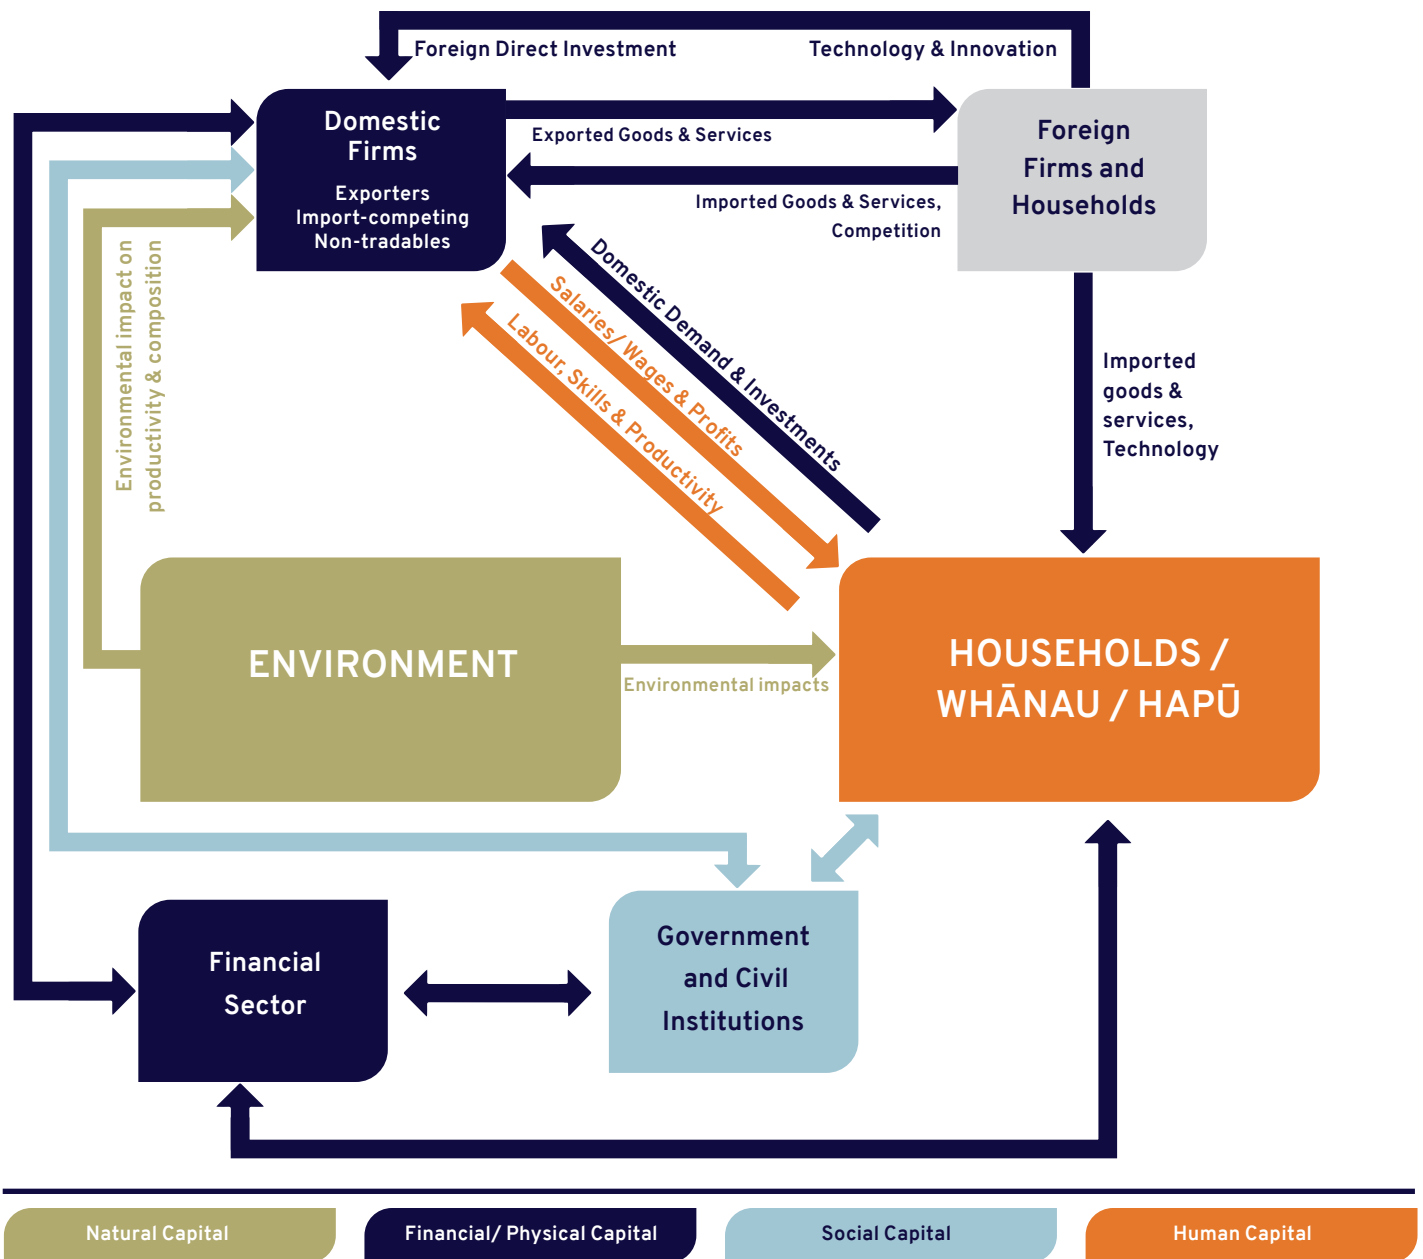 Foreign Direct Investment
Technology & Innovation
Domestic
Firms
Exporters
Import-competing
Non-tradables
Exported Goods & Services
Imported Goods & Services,
Competition
Foreign
Firms and
Households
Environmental impact on
productivity & composition
Domestic Demand & Investments
Salaries/ Wages & Profits
Labour, Skills & Productivity
Imported
goods &
services,
Technology
ENVIRONMENT
Environmental impacts
HOUSEHOLDS /
WHĀNAU / HAPŪ
Financial
Sector
Government
and Civil
Institutions
Natural Capital
Financial/ Physical Capital
Social Capital
Human Capital